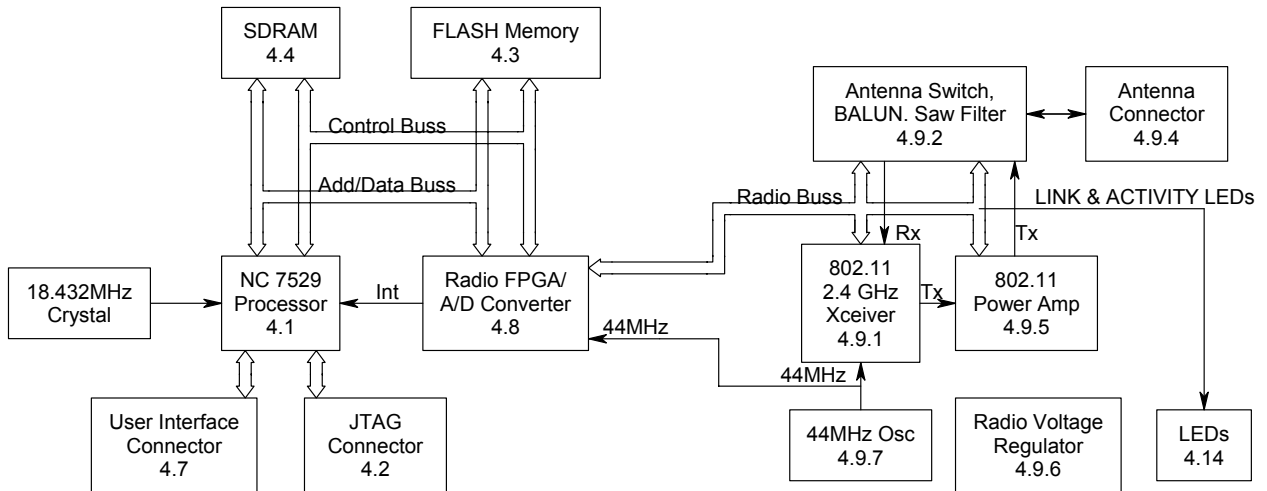 SDRAM
4.4
FLASH Memory
4.3
Antenna Switch,
BALUN. Saw Filter
4.9.2
Antenna
Connector
4.9.4
Control Buss
Add/Data Buss
Radio Buss
LINK & ACTIVITY LEDs
Rx
Tx
18.432MHz
Crystal
NC 7529
Processor
4.1
Int
Radio FPGA/
A/D Converter
4.8
44MHz
802.11
2.4 GHz
Xceiver
4.9.1
Tx
802.11
Power Amp
4.9.5
44MHz
User Interface
Connector
4.7
JTAG
Connector
4.2
44MHz Osc
4.9.7
Radio Voltage
Regulator
4.9.6
LEDs
4.14